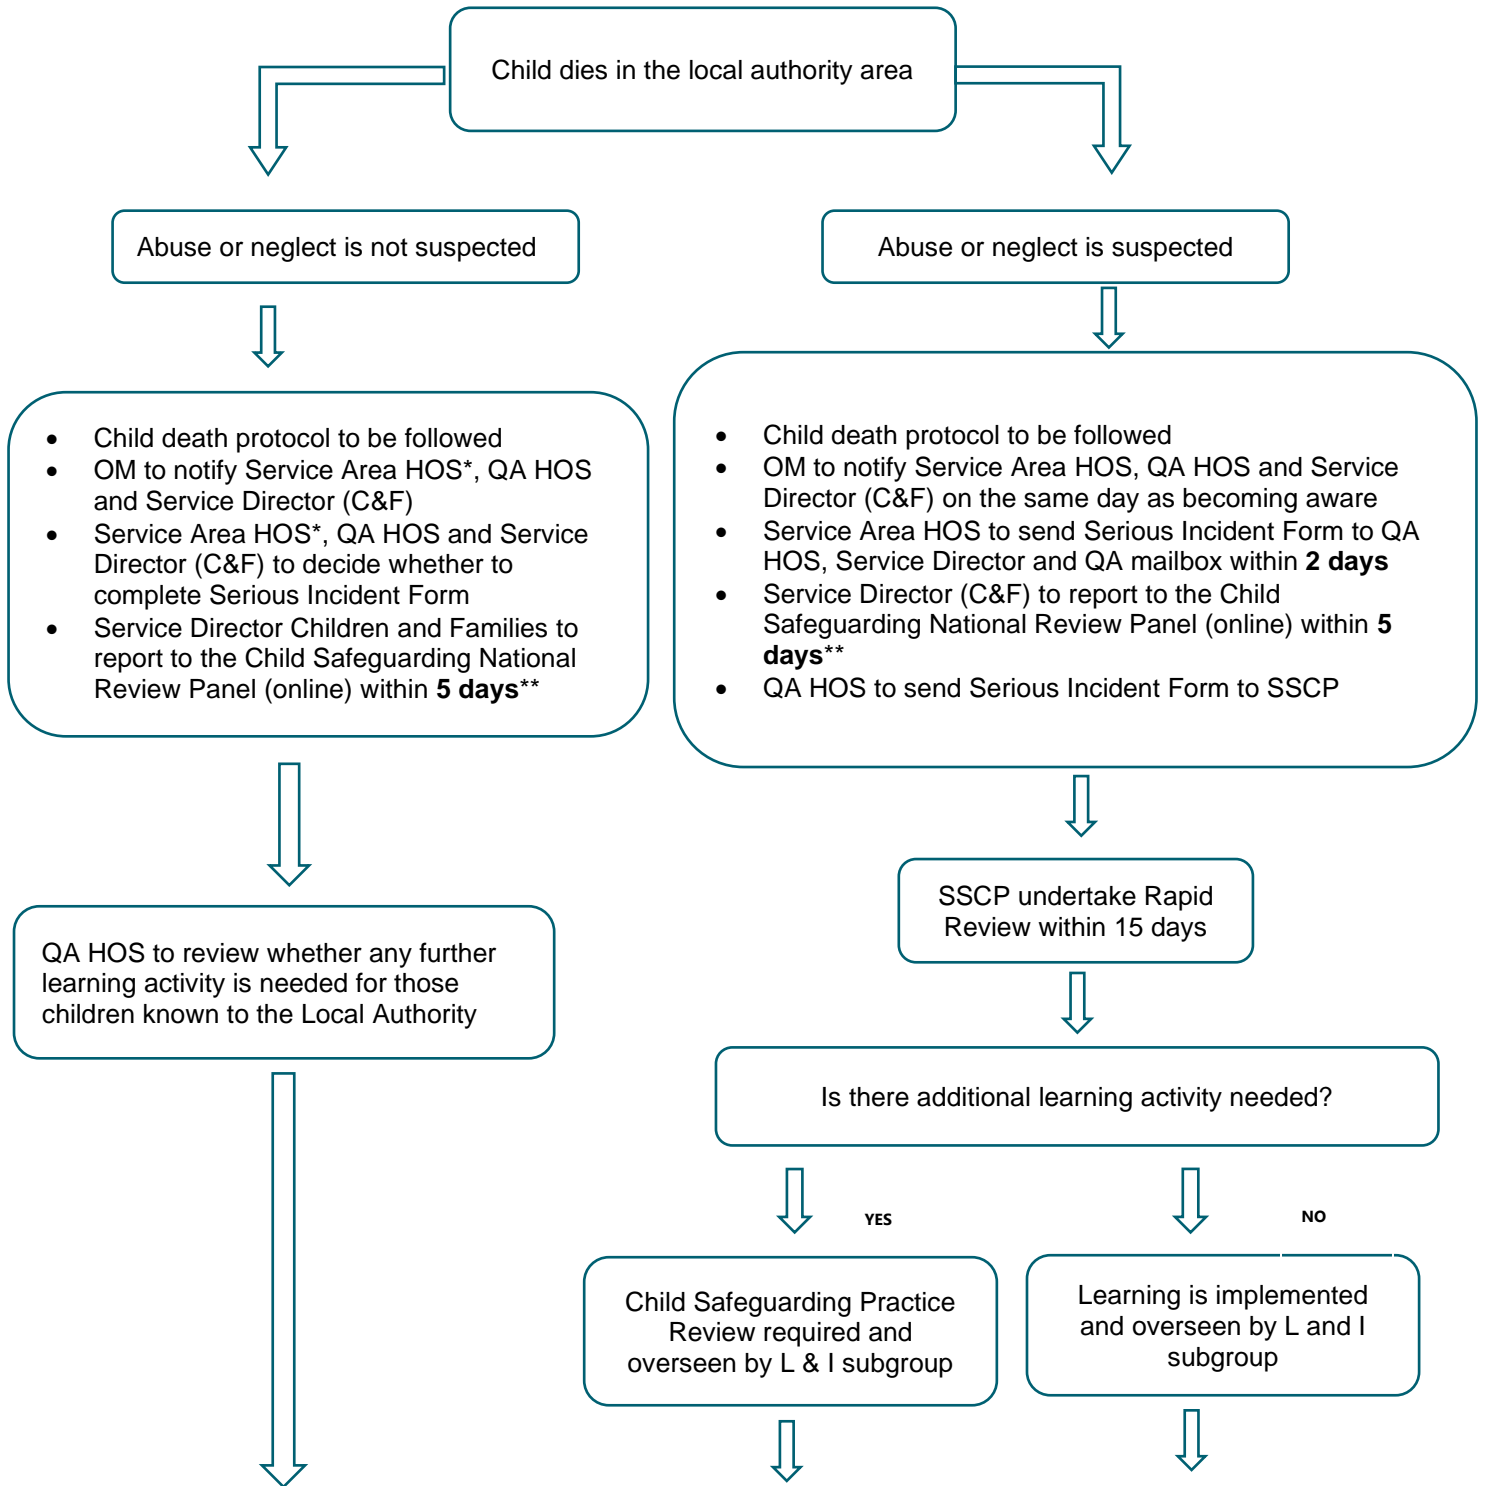 Child dies in the local authority area
Abuse or neglect is not suspected
Abuse or neglect is suspected
• Child death protocol to be followed
• OM to notify Service Area HOS*, QA HOS
and Service Director (C&F)
• Service Area HOS*, QA HOS and Service
Director (C&F) to decide whether to
complete Serious Incident Form
• Service Director Children and Families to
report to the Child Safeguarding National
Review Panel (online) within 5 days**
• Child death protocol to be followed
• OM to notify Service Area HOS, QA HOS and Service
Director (C&F) on the same day as becoming aware
• Service Area HOS to send Serious Incident Form to QA
HOS, Service Director and QA mailbox within 2 days
• Service Director (C&F) to report to the Child
Safeguarding National Review Panel (online) within 5
days**
• QA HOS to send Serious Incident Form to SSCP
QA HOS to review whether any further
learning activity is needed for those
children known to the Local Authority
SSCP undertake Rapid
Review within 15 days
Is there additional learning activity needed?
YES
NO
Child Safeguarding Practice
Review required and
overseen by L & I subgroup
Learning is implemented
and overseen by L and I
subgroup